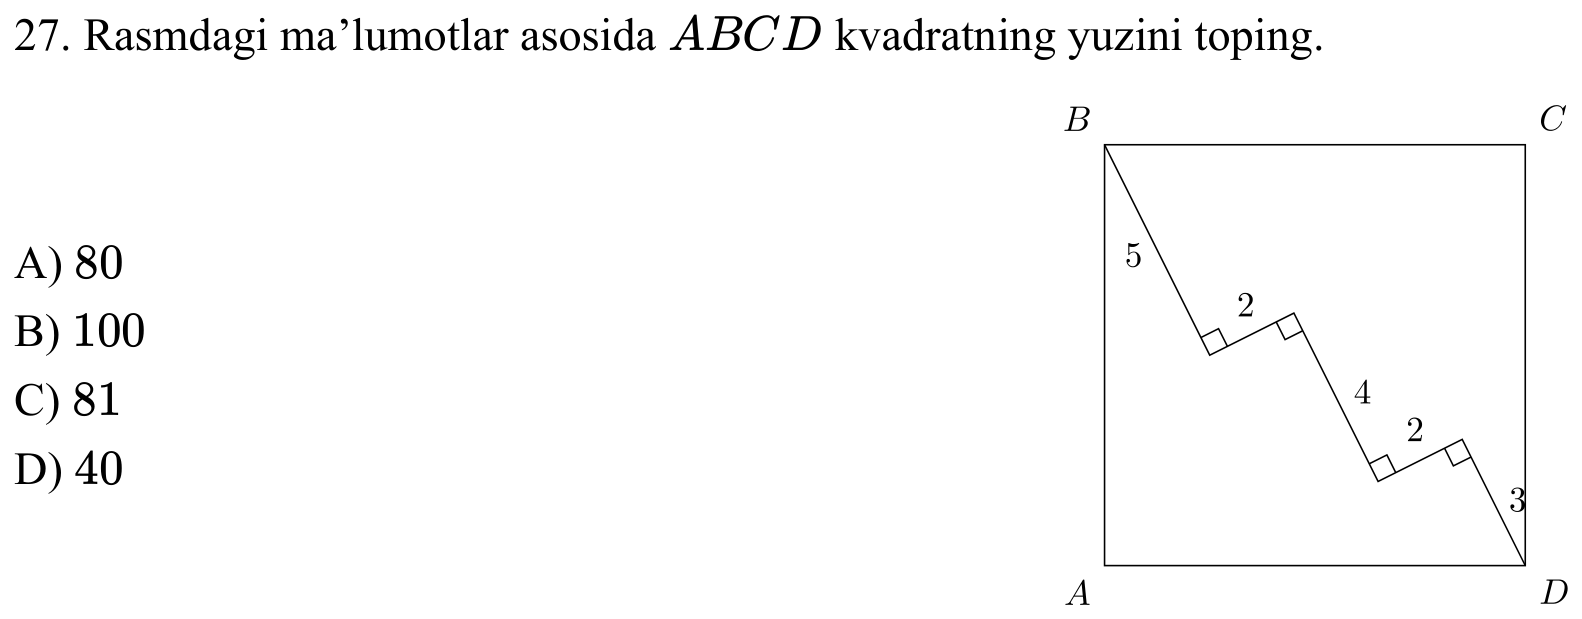 27. Rasmdagi ma’lumotlar asosida ABCD kvadratning yuzini toping.
B
C
5
2
4
2
3
A
D
A) 80
B) 100
C) 81
D) 40